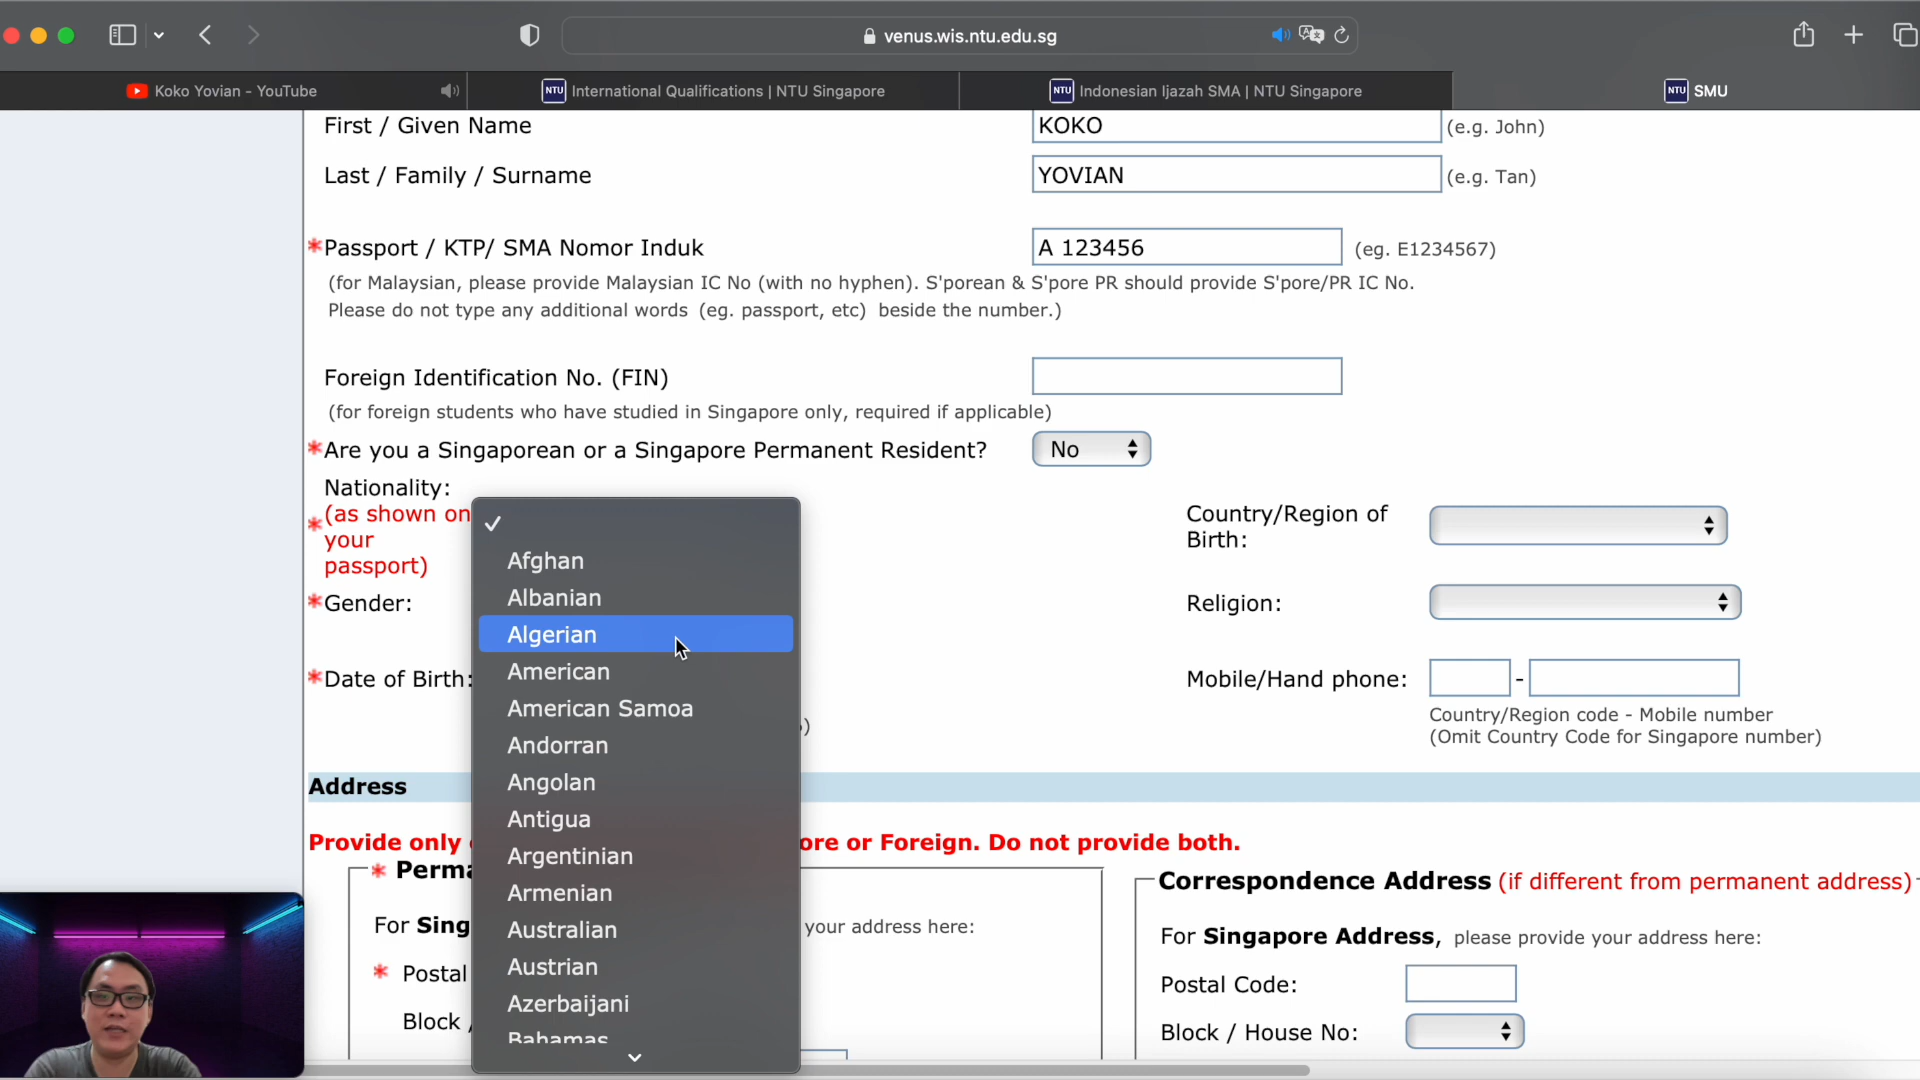 venus.wis.ntu.edu.sg
Koko Yovian - YouTube
NTU International Qualifications | NTU Singapore
NTU Indonesian Ijazah SMA | NTU Singapore
NTU SMU
First / Given Name KOKO (e.g. John)
Last / Family / Surname YOVIAN (e.g. Tan)
*Passport / KTP/ SMA Nomor Induk A 123456 (eg. E1234567)
(for Malaysian, please provide Malaysian IC No (with no hyphen). S'porean & S'pore PR should provide S'pore/PR IC No.
Please do not type any additional words (eg. passport, etc) beside the number.)
Foreign Identification No. (FIN)
(for foreign students who have studied in Singapore only, required if applicable)
*Are you a Singaporean or a Singapore Permanent Resident? No
Nationality:
*(as shown on
your
passport)
Country/Region of
Birth:
*Gender:
Religion:
*Date of Birth:
Mobile/Hand phone: -
Country/Region code - Mobile number
(Omit Country Code for Singapore number)
Afghan
Albanian
Algerian
American
American Samoa
Andorran
Angolan
Antigua
Argentinian
Armenian
Australian
Austrian
Azerbaijani
Bahamas
Address
Provide only
ore or Foreign. Do not provide both.
* Perma
For Sing
your address here:
* Postal
Block /
Correspondence Address (if different from permanent address)
For Singapore Address, please provide your address here:
Postal Code:
Block / House No: